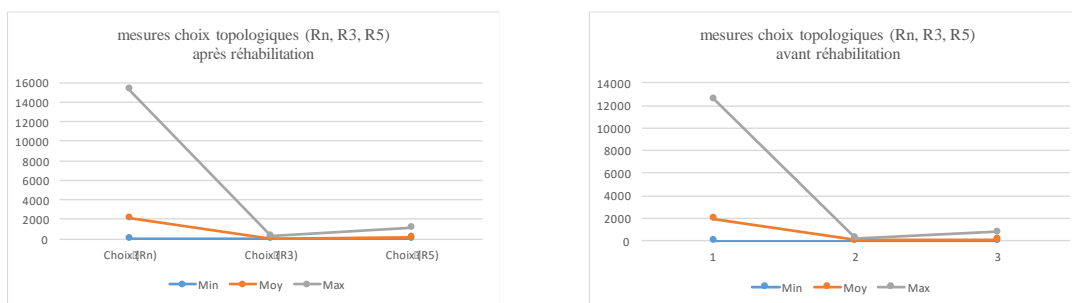 mesures choix topologiques (Rn, R3, R5)
après réhabilitation
16000
14000
12000
10000
8000
6000
4000
2000
0
Choix (Rn) Choix (R3) Choix (R5)
Min Moy Max
mesures choix topologiques (Rn, R3, R5)
avant réhabilitation
14000
12000
10000
8000
6000
4000
2000
0
1 2 3
Min Moy Max